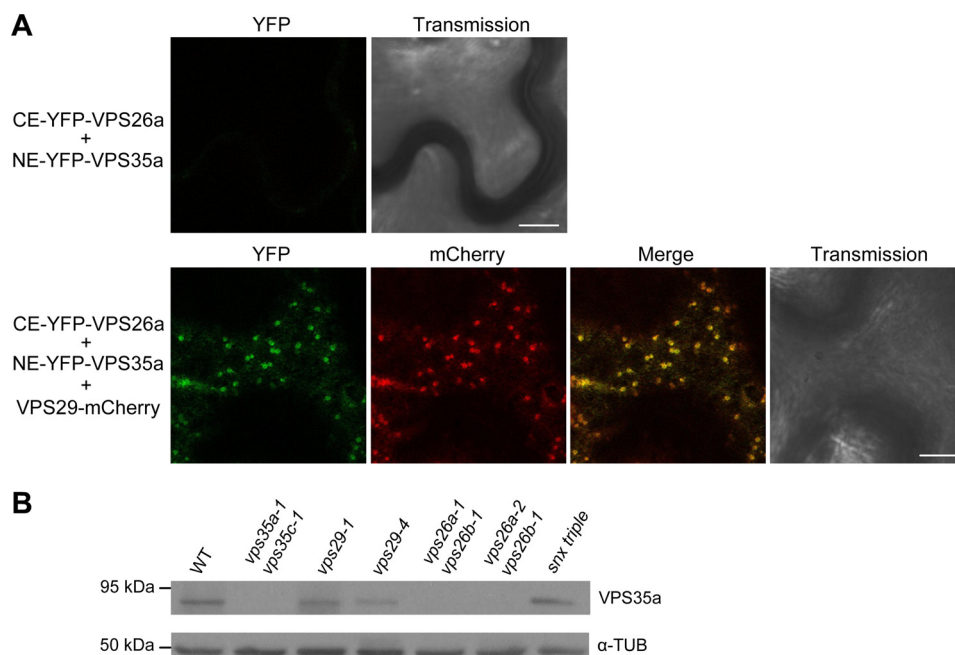 A
YFP
Transmission
CE-YFP-VPS26a
+
NE-YFP-VPS35a
YFP
mCherry
Merge
Transmission
CE-YFP-VPS26a
+
NE-YFP-VPS35a
+
VPS29-mCherry
B
WT
vps35a-1
vps35c-1
vps29-1
vps29-4
vps26a-1
vps26b-1
vps26a-2
vps26b-1
snx triple
95 kDa
VPS35a
50 kDa
α-TUB